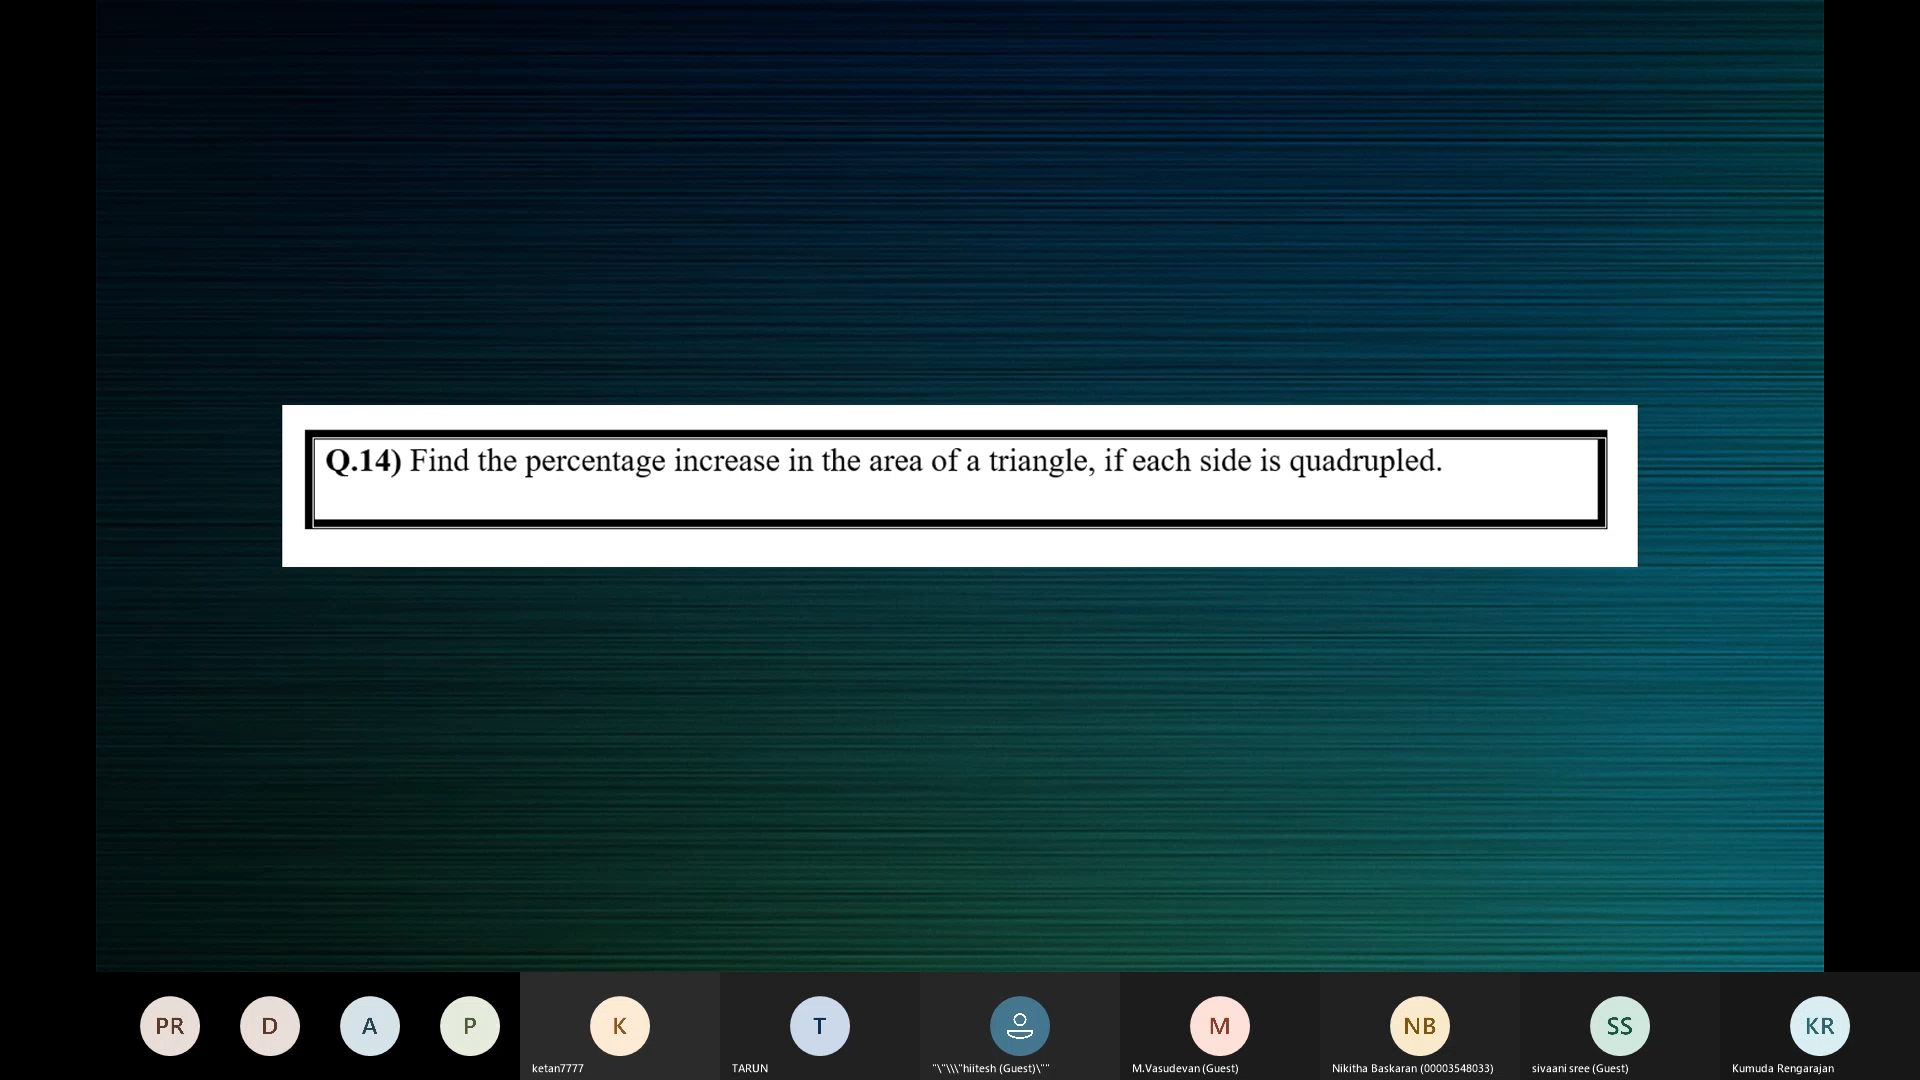 Q.14) Find the percentage increase in the area of a triangle, if each side is quadrupled.
PR D A P K T M NB SS KR
ketan7777 TARUN "\"\\\"hiitesh (Guest)\"" M.Vasudevan (Guest) Nikitha Baskaran (00003548033) sivaani sree (Guest) Kumuda Rengarajan